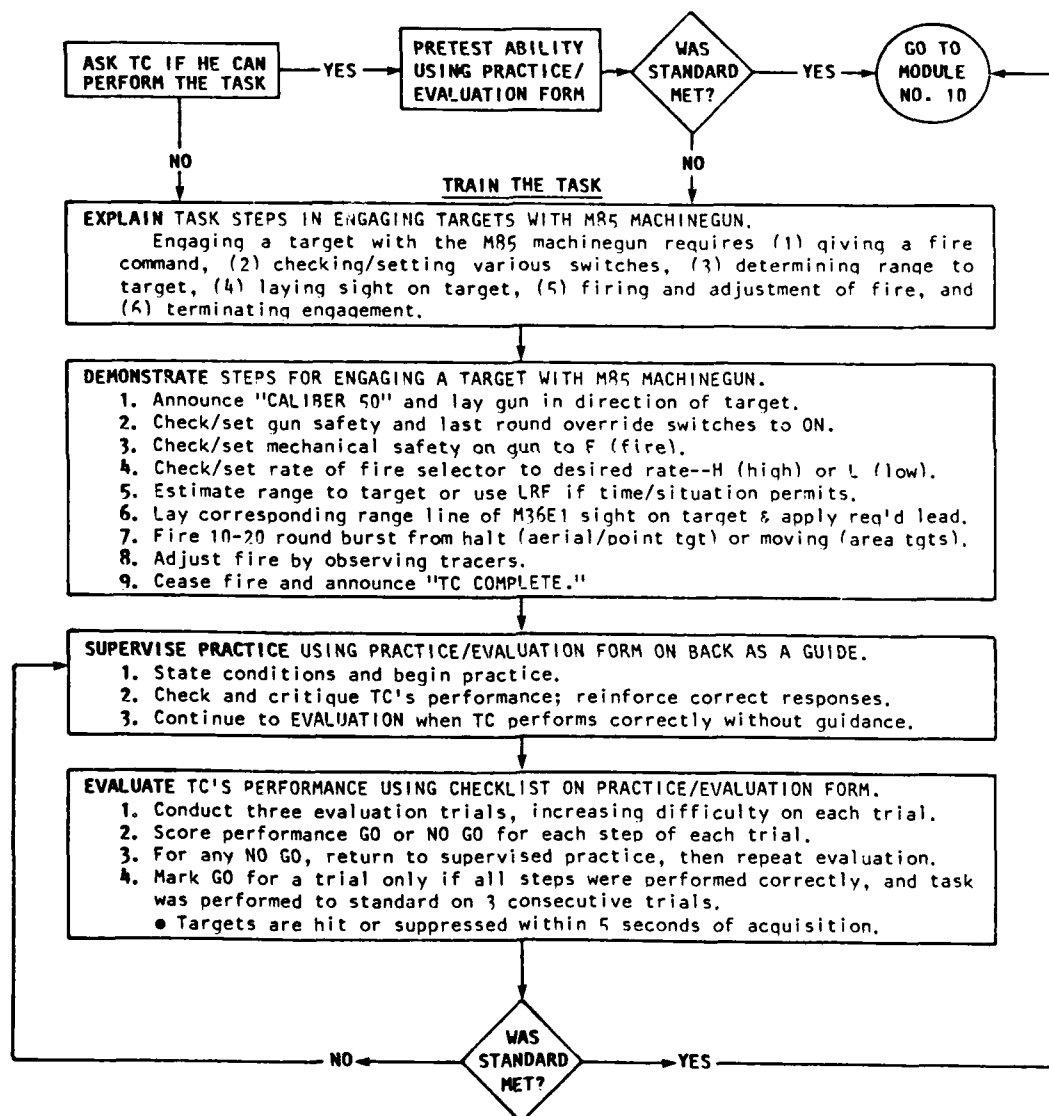 ASK TC IF HE CAN
PERFORM THE TASK
YES
PRETEST ABILITY
USING PRACTICE/
EVALUATION FORM
WAS
STANDARD
MET?
YES
GO TO
MODULE
NO. 10
NO
NO
TRAIN THE TASK
EXPLAIN TASK STEPS IN ENGAGING TARGETS WITH M85 MACHINEGUN.
Engaging a target with the M85 machinegun requires (1) giving a fire
command, (2) checking/setting various switches, (3) determining range to
target, (4) laying sight on target, (5) firing and adjustment of fire, and
(6) terminating engagement.
DEMONSTRATE STEPS FOR ENGAGING A TARGET WITH M85 MACHINEGUN.
1. Announce "CALIBER 50" and lay gun in direction of target.
2. Check/set gun safety and last round override switches to ON.
3. Check/set mechanical safety on gun to F (fire).
4. Check/set rate of fire selector to desired rate--H (high) or L (low).
5. Estimate range to target or use LRF if time/situation permits.
6. Lay corresponding range line of M36E1 sight on target & apply req'd lead.
7. Fire 10-20 round burst from halt (aerial/point tgt) or moving (area tgts).
8. Adjust fire by observing tracers.
9. Cease fire and announce "TC COMPLETE."
SUPERVISE PRACTICE USING PRACTICE/EVALUATION FORM ON BACK AS A GUIDE.
1. State conditions and begin practice.
2. Check and critique TC's performance; reinforce correct responses.
3. Continue to EVALUATION when TC performs correctly without guidance.
EVALUATE TC'S PERFORMANCE USING CHECKLIST ON PRACTICE/EVALUATION FORM.
1. Conduct three evaluation trials, increasing difficulty on each trial.
2. Score performance GO or NO GO for each step of each trial.
3. For any NO GO, return to supervised practice, then repeat evaluation.
4. Mark GO for a trial only if all steps were performed correctly, and task
was performed to standard on 3 consecutive trials.
● Targets are hit or suppressed within 5 seconds of acquisition.
NO
WAS
STANDARD
MET?
YES